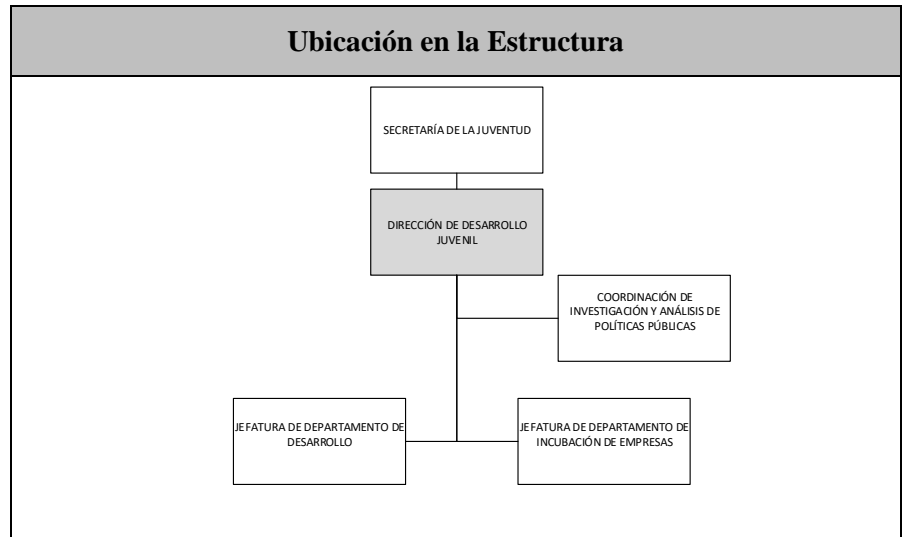 Ubicación en la Estructura
SECRETARÍA DE LA JUVENTUD
DIRECCIÓN DE DESARROLLO
JUVENIL
COORDINACIÓN DE
INVESTIGACIÓN Y ANÁLISIS DE
POLÍTICAS PÚBLICAS
JEFATURA DE DEPARTAMENTO DE
DESARROLLO
JEFATURA DE DEPARTAMENTO DE
INCUBACIÓN DE EMPRESAS